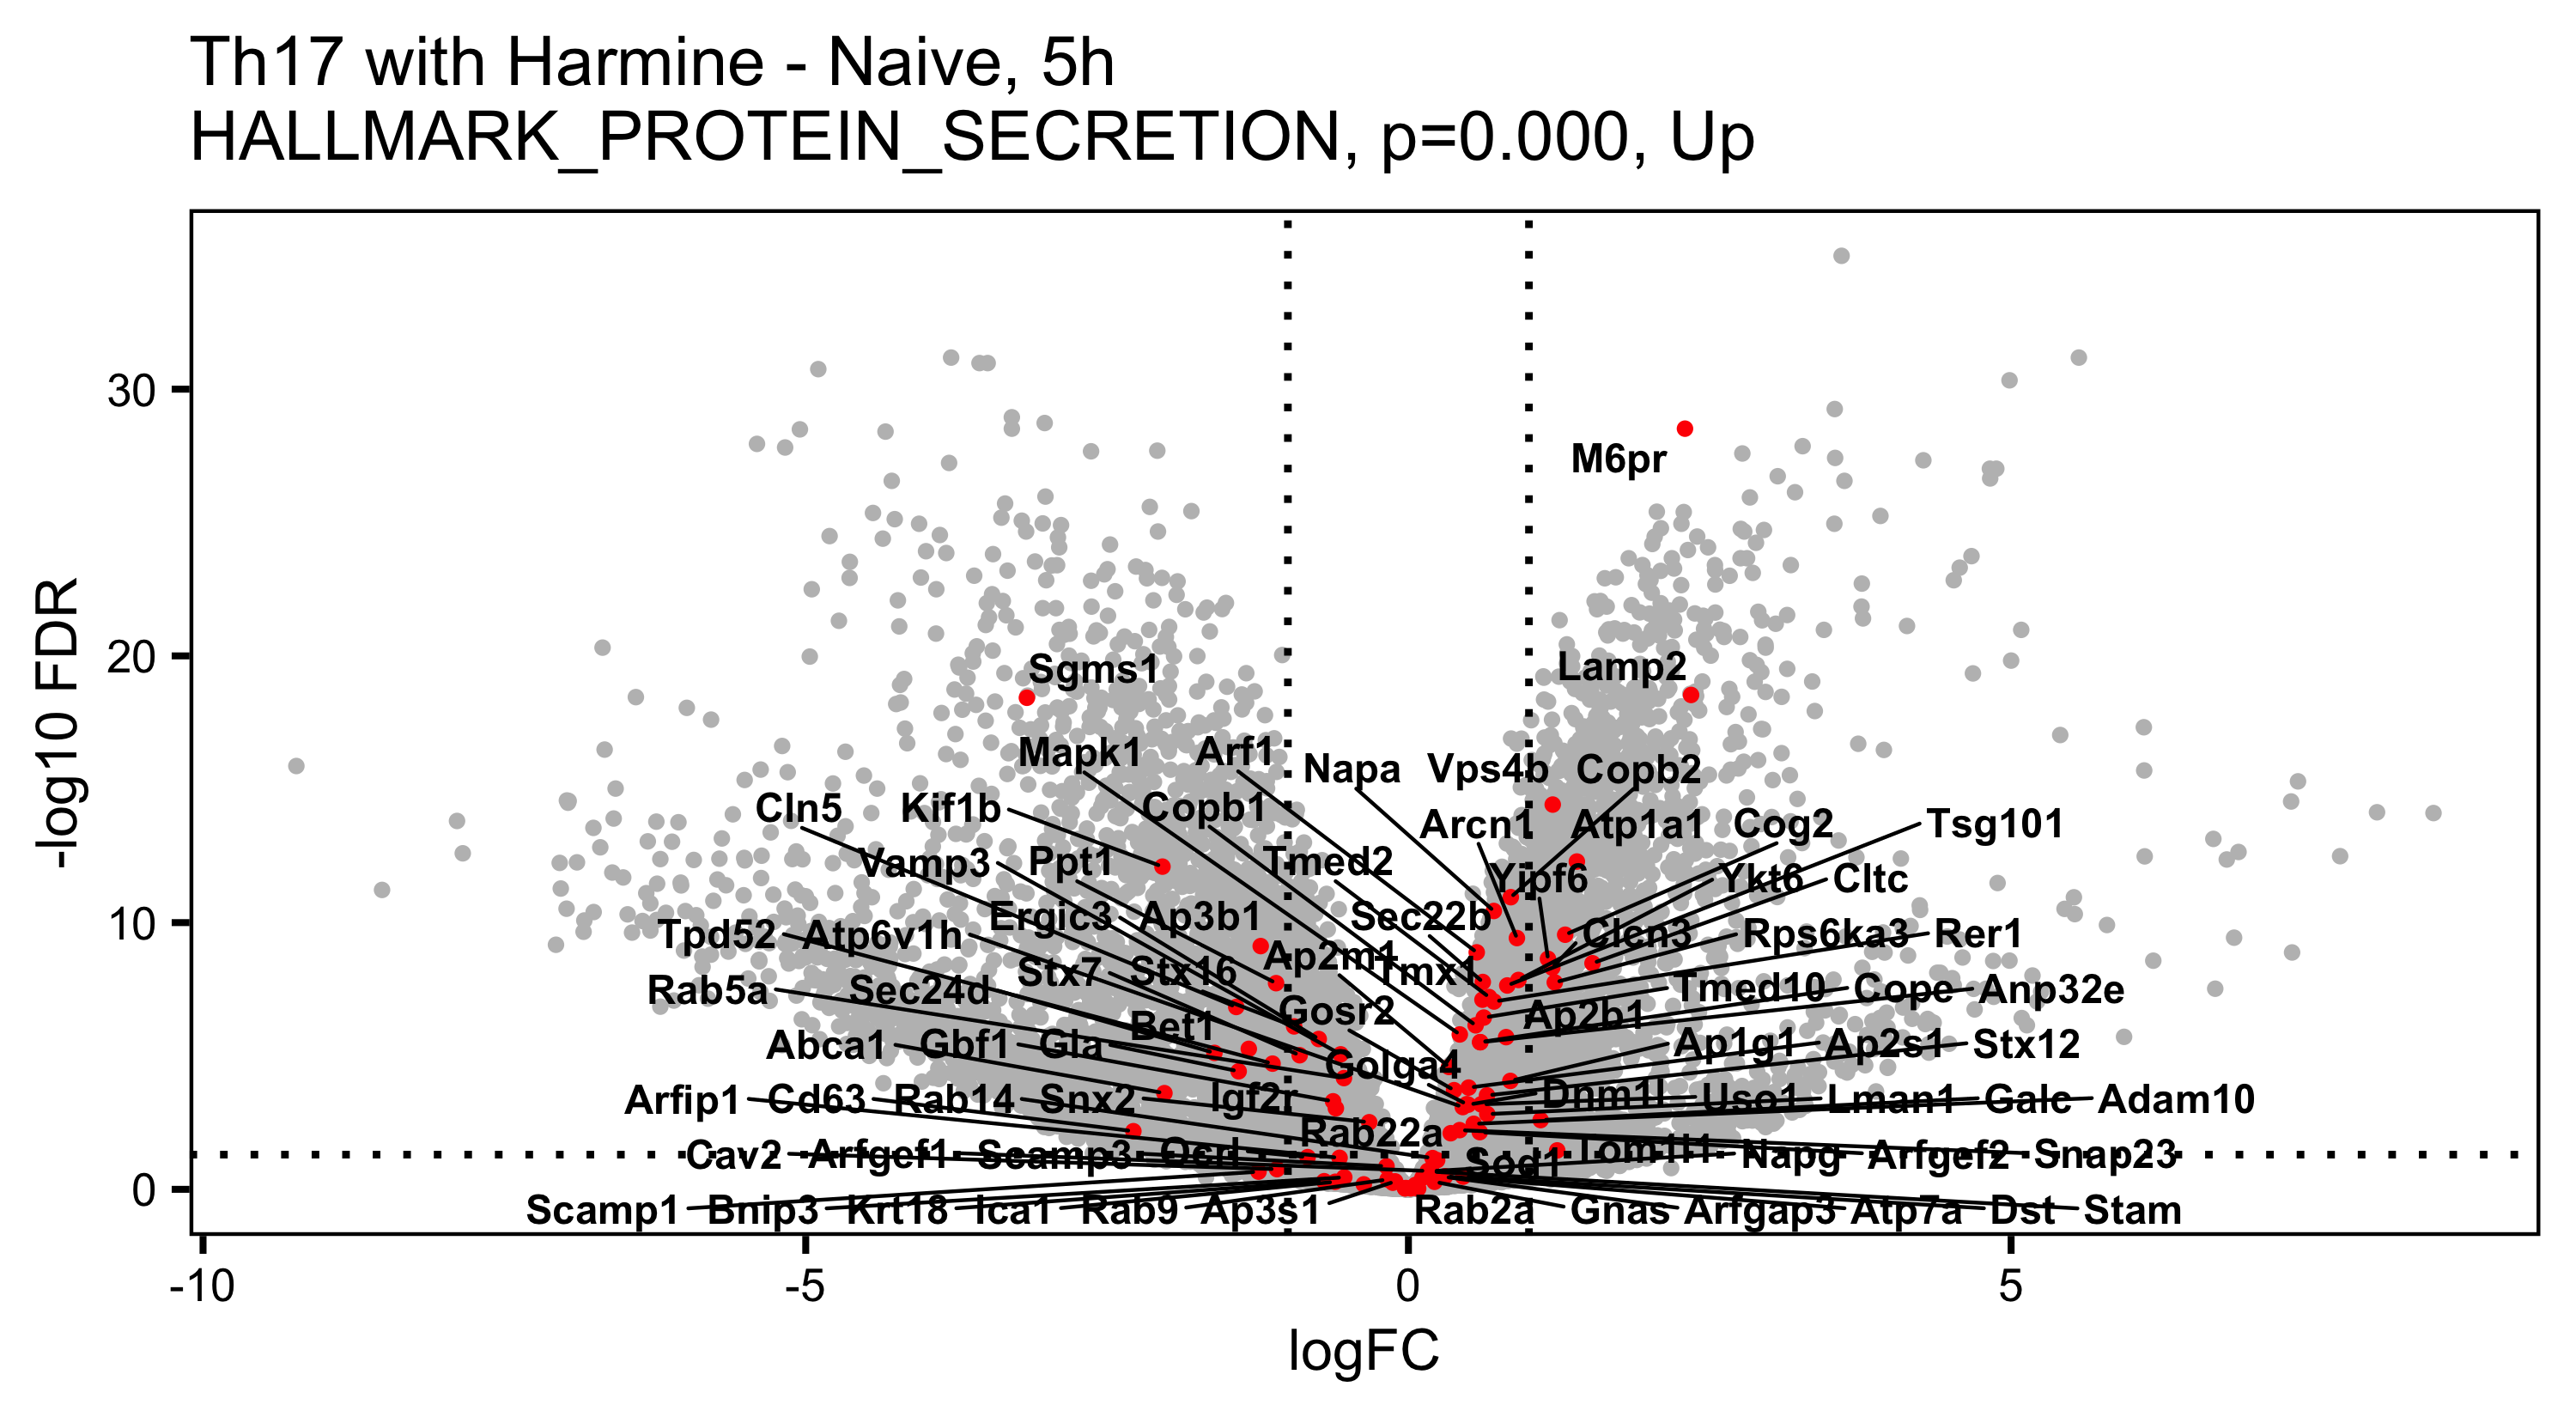 Th17 with Harmine - Naive, 5h
HALLMARK_PROTEIN_SECRETION, p=0.000, Up
-log10 FDR
30
20
10
0
M6pr
Sgms1
Lamp2
Mapk1 Arf1 Napa Vps4b Copb2
Cln5 Kif1b Copb1 Arcn1 Atp1a1 Cog2 Tsg101
Vamp3 Ppt1 Tmed2 Yipf6 Ykt6 Cltc
Ergic3 Ap3b1 Sec22b
Tpd52 Atp6v1h Clcn3 Rps6ka3 Rer1
Ap2m1
Stx7 Stx16 Tmx1
Rab5a Sec24d Tmed10 Cope Anp32e
Gosr2 Ap2b1
Bet1
Abca1 Gbf1 Gla Ap1g1 Ap2s1 Stx12
Golga4
Arfip1 Cd63 Rab14 Snx2 Igf2r Dnm1l Uso1 Lman1 Galc Adam10
Rab22a
Cav2 Arfgef1 Scamp3 Ocrl Sod1 Tom1l1 Napg Arfgef2 Snap23
Scamp1 Bnip3 Krt18 Ica1 Rab9 Ap3s1 Rab2a Gnas Arfgap3 Atp7a Dst Stam
-10 -5 0 5
logFC